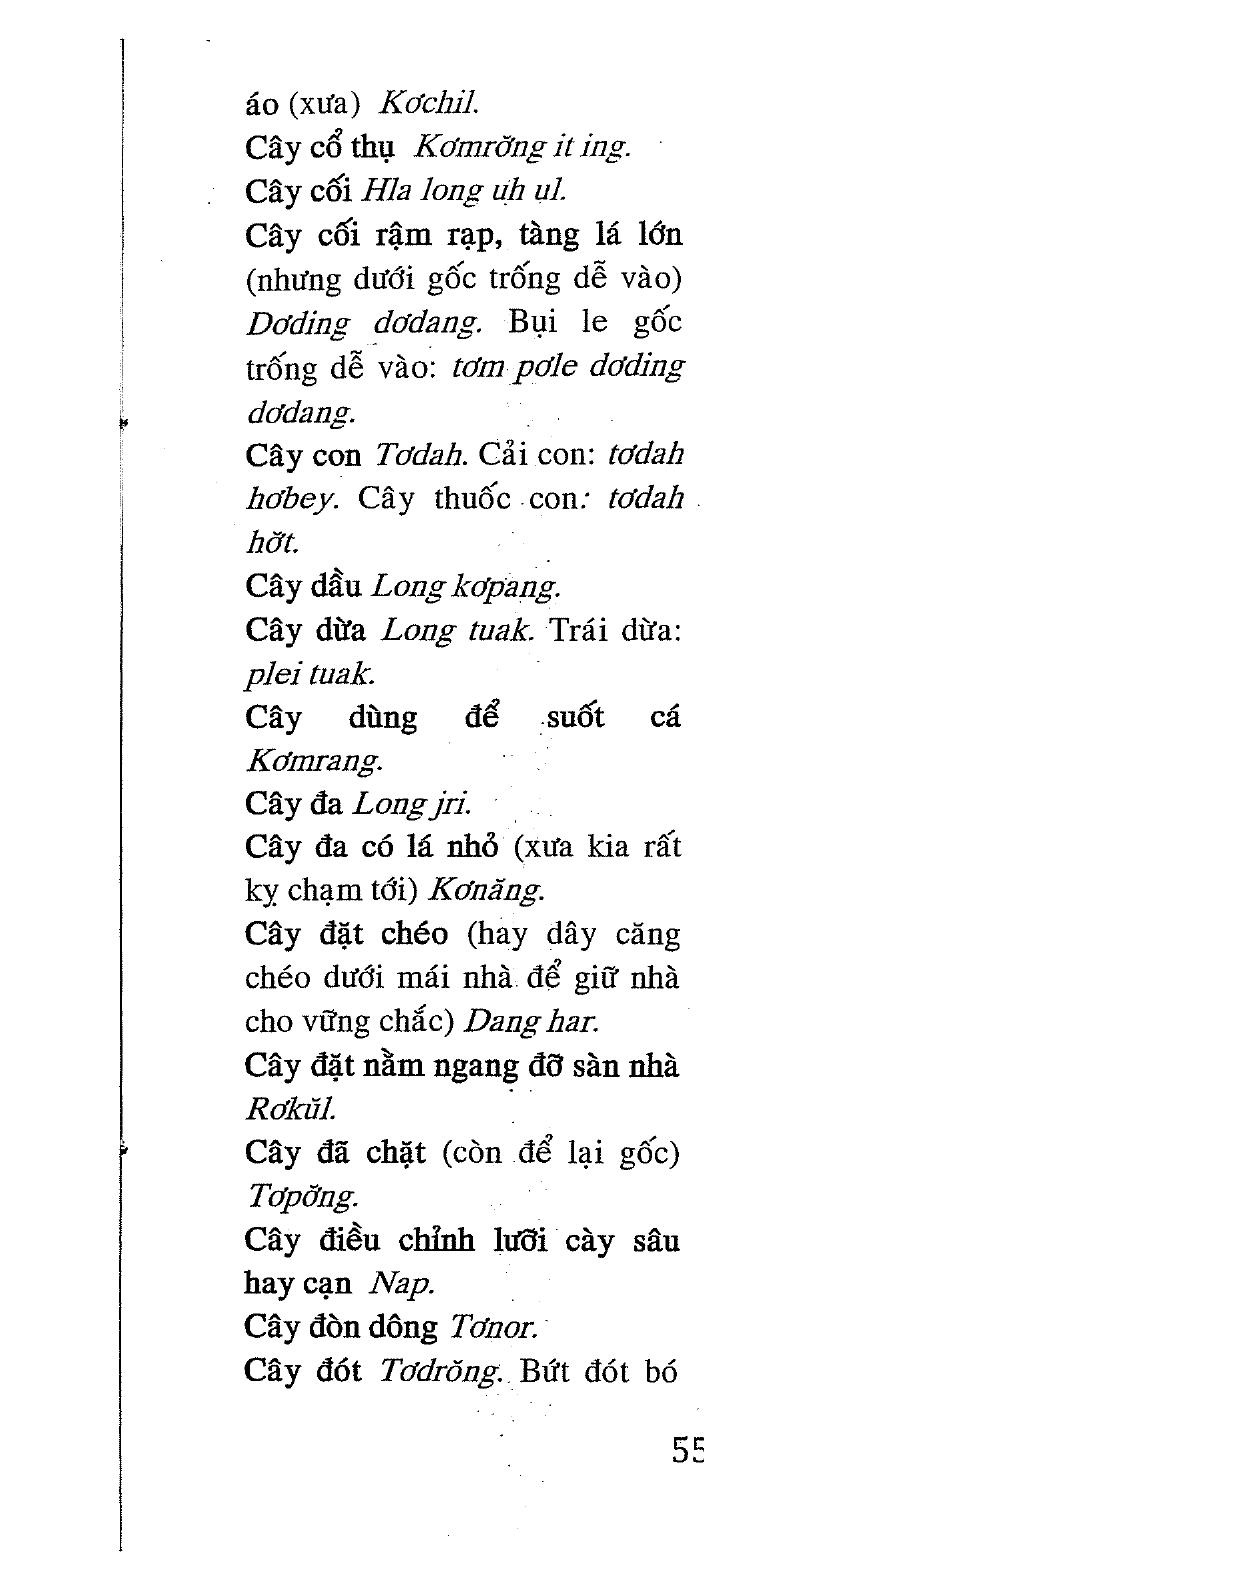 áo (xưa) Kơchil.
Cây cổ thụ Kơmrỡng it ing.
Cây cối Hla long ụh ụl.
Cây cối rậm rạp, tàng lá lớn
(nhưng dưới gốc trống dễ vào)
Dơding dơdang. Bụi le gốc
trống dễ vào: tơm pơle dơding
dơdang.
Cây con Tơdah. Cải con: tơdah
hơbey. Cây thuốc con: tơdah
hơ̆t.
Cây dầu Long kơpang.
Cây dừa Long tuak. Trái dừa:
plei tuak.
Cây dùng để suốt cá
Kơmrang.
Cây đa Long jri.
Cây đa có lá nhỏ (xưa kia rất
kỵ chạm tới) Kơnăng.
Cây đặt chéo (hay dây căng
chéo dưới mái nhà để giữ nhà
cho vững chắc) Dang har.
Cây đặt nằm ngang đỡ sàn nhà
Rơkŭl.
Cây đã chặt (còn để lại gốc)
Tơpơ̆ng.
Cây điều chỉnh lưỡi cày sâu
hay cạn Nap.
Cây đòn dông Tơnor.
Cây đót Tơdrŏng. Bứt đót bó
55